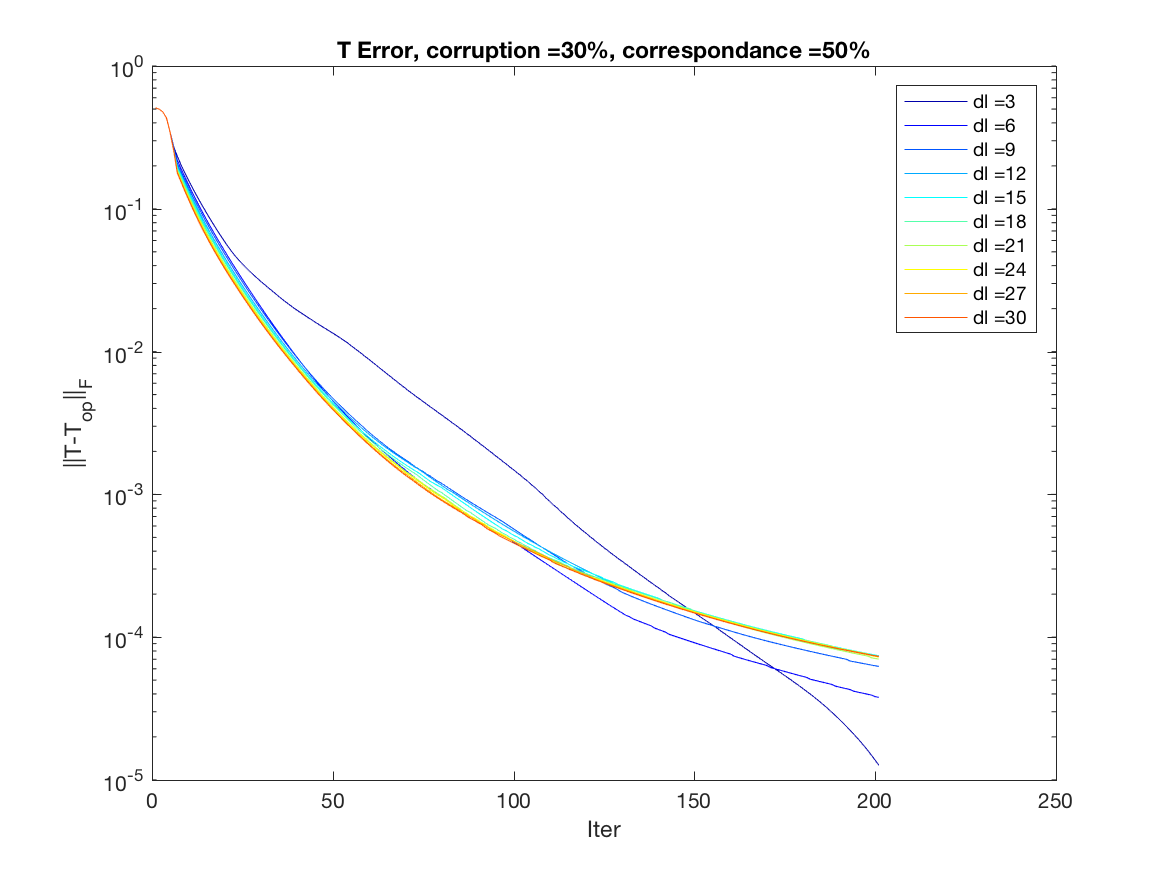 T Error, corruption =30%, correspondance =50%
10^0
10^-1
10^-2
10^-3
10^-4
10^-5
||T-T_op||_F
0 50 100 150 200 250
Iter
dl =3
dl =6
dl =9
dl =12
dl =15
dl =18
dl =21
dl =24
dl =27
dl =30